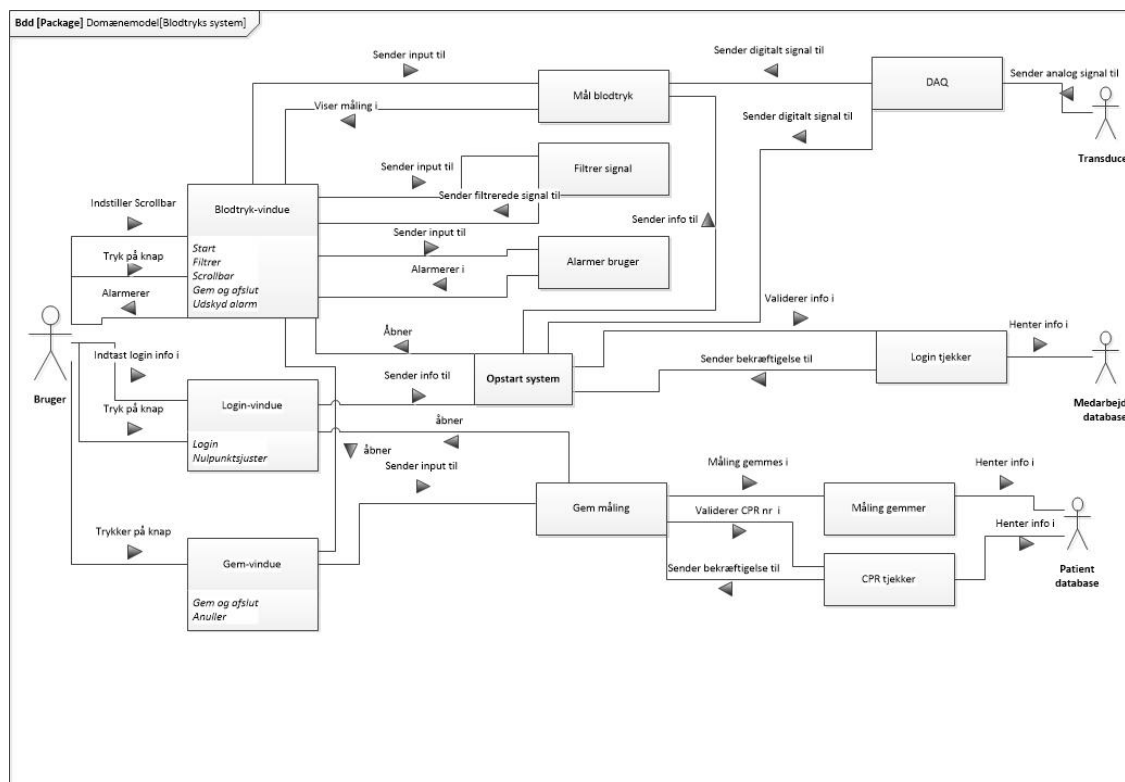 Bdd [Package] Domænemodel[Blodtryks system]
Sender input til
Sender digitalt signal til
DAQ
Sender analog signal til
Mål blodtryk
Viser måling i
Sender digitalt signal til
Transduce
Sender input til
Filtrer signal
Sender filtrerede signal til
Indstiller Scrollbar
Blodtryk-vindue
Sender info til
Sender input til
Start
Filtrer
Scrollbar
Gem og afslut
Udskyd alarm
Tryk på knap
Alarmer bruger
Alarmerer i
Alarmerer
Validerer info i
Åbner
Henter info i
Indtast login info i
Sender bekræftigelse til
Login tjekker
Opstart system
Sender info til
Bruger
Login-vindue
Medarbejd
database
Tryk på knap
åbner
Login
Nulpunktsjuster
åbner
Sender input til
Måling gemmes i
Henter info i
Gem måling
Måling gemmer
Validerer CPR nr i
Henter info i
Trykker på knap
Gem-vindue
Sender bekræftigelse til
CPR tjekker
Patient
database
Gem og afslut
Anuller